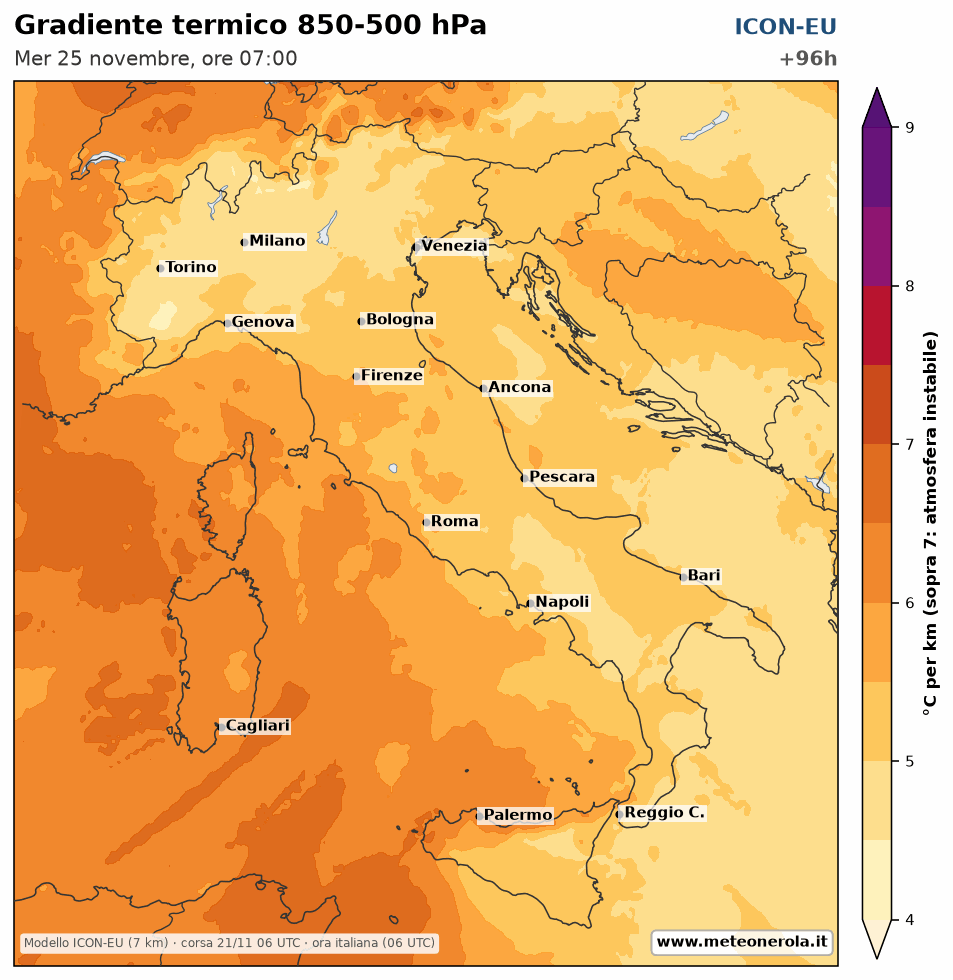 Gradiente termico 850-500 hPa
ICON-EU
Mer 25 novembre, ore 07:00
+96h
Milano
Venezia
Torino
Genova
Bologna
Firenze
Ancona
Pescara
Roma
Bari
Napoli
Cagliari
Palermo
Reggio C.
9
8
7
6
5
4
°C per km (sopra 7: atmosfera instabile)
Modello ICON-EU (7 km) · corsa 21/11 06 UTC · ora italiana (06 UTC)
www.meteonerola.it